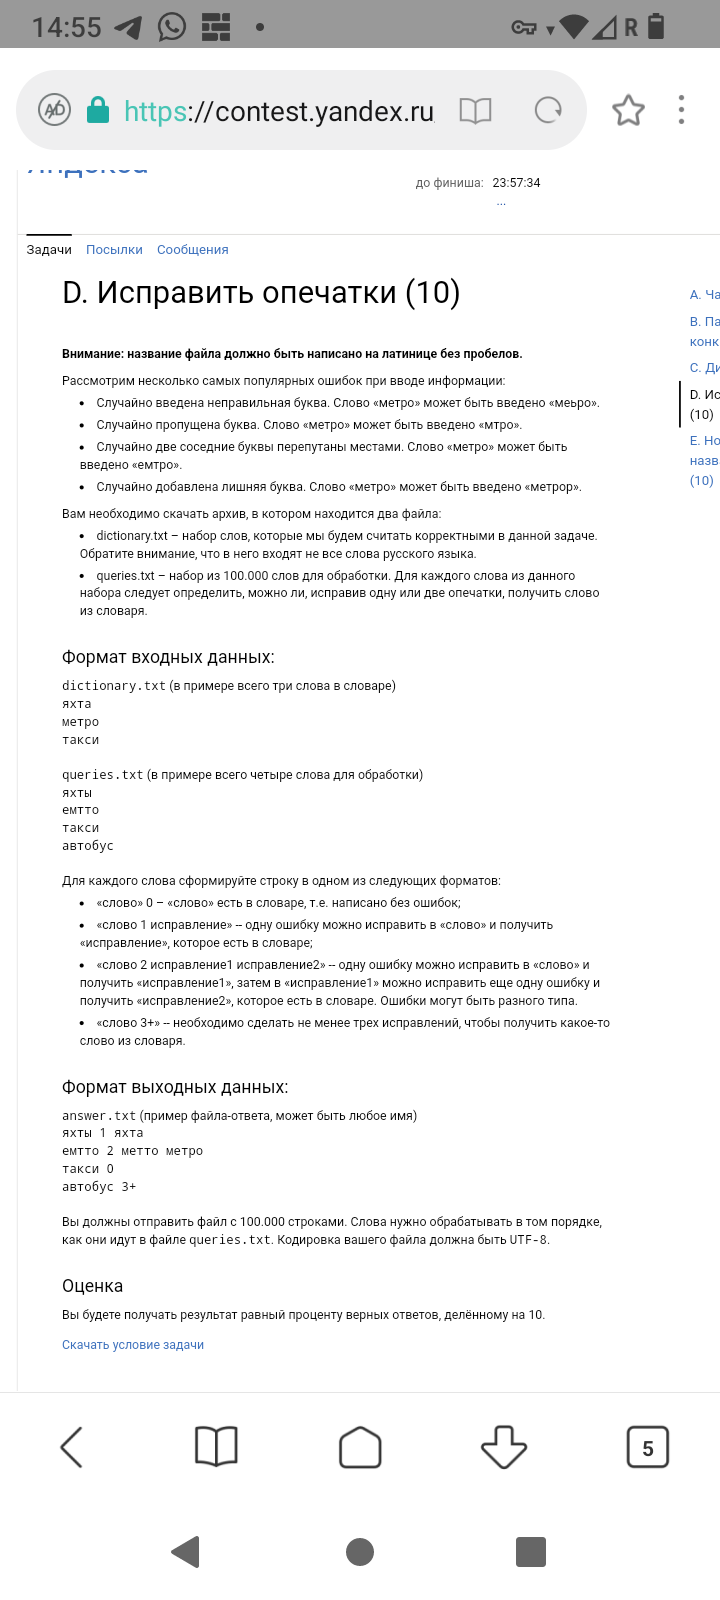 14:55 R
AD https://contest.yandex.ru
до финиша: 23:57:34
...
Задачи Посылки Сообщения
D. Исправить опечатки (10)
A. Ча
B. Па
конк
C. Ди
D. Ис
(10)
E. Но
назв
(10)
Внимание: название файла должно быть написано на латинице без пробелов.
Рассмотрим несколько самых популярных ошибок при вводе информации:
• Случайно введена неправильная буква. Слово «метро» может быть введено «меьро».
• Случайно пропущена буква. Слово «метро» может быть введено «мтро».
• Случайно две соседние буквы перепутаны местами. Слово «метро» может быть
введено «емтро».
• Случайно добавлена лишняя буква. Слово «метро» может быть введено «метрор».
Вам необходимо скачать архив, в котором находится два файла:
• dictionary.txt – набор слов, которые мы будем считать корректными в данной задаче.
Обратите внимание, что в него входят не все слова русского языка.
• queries.txt – набор из 100.000 слов для обработки. Для каждого слова из данного
набора следует определить, можно ли, исправив одну или две опечатки, получить слово
из словаря.
Формат входных данных:
dictionary.txt (в примере всего три слова в словаре)
яхта
метро
такси
queries.txt (в примере всего четыре слова для обработки)
яхты
емтто
такси
автобус
Для каждого слова сформируйте строку в одном из следующих форматов:
• «слово» 0 – «слово» есть в словаре, т.е. написано без ошибок;
• «слово 1 исправление» -- одну ошибку можно исправить в «слово» и получить
«исправление», которое есть в словаре;
• «слово 2 исправление1 исправление2» -- одну ошибку можно исправить в «слово» и
получить «исправление1», затем в «исправление1» можно исправить еще одну ошибку и
получить «исправление2», которое есть в словаре. Ошибки могут быть разного типа.
• «слово 3+» -- необходимо сделать не менее трех исправлений, чтобы получить какое-то
слово из словаря.
Формат выходных данных:
answer.txt (пример файла-ответа, может быть любое имя)
яхты 1 яхта
емтто 2 метто метро
такси 0
автобус 3+
Вы должны отправить файл с 100.000 строками. Слова нужно обрабатывать в том порядке,
как они идут в файле queries.txt. Кодировка вашего файла должна быть UTF-8.
Оценка
Вы будете получать результат равный проценту верных ответов, делённому на 10.
Скачать условие задачи
5